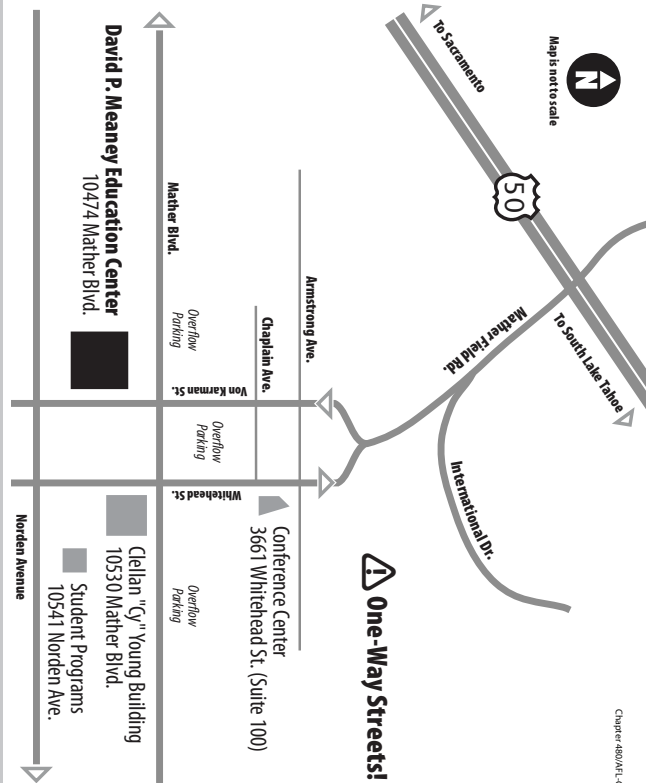 Chapter 480/AFL-
N
Map is not to scale
To Sacramento
50
To South Lake Tahoe
Mather Field Rd.
International Dr.
One-Way Streets!
Armstrong Ave.
Chaplain Ave.
Conference Center
3661 Whitehead St. (Suite 100)
Von Karman St.
Whitehead St.
Overflow
Parking
Overflow
Parking
Overflow
Parking
Mather Blvd.
David P. Meaney Education Center
10474 Mather Blvd.
Clellan "Cy" Young Building
10530 Mather Blvd.
Student Programs
10541 Norden Ave.
Norden Avenue